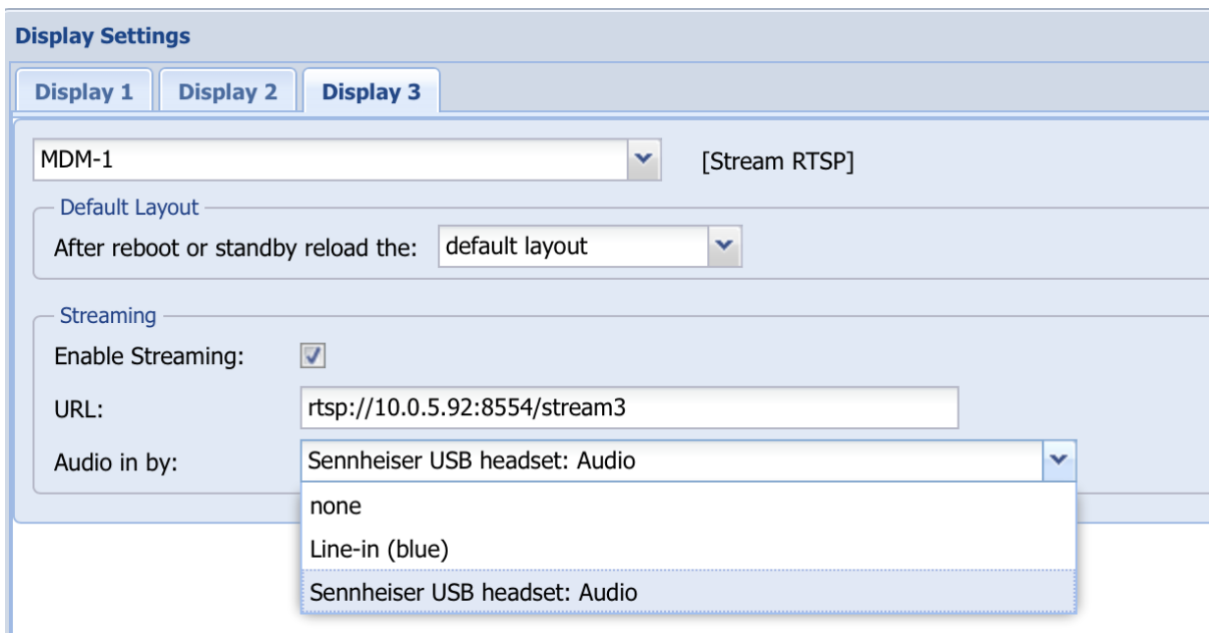 Display Settings
Display 1 Display 2 Display 3
MDM-1 [Stream RTSP]
Default Layout
After reboot or standby reload the: default layout
Streaming
Enable Streaming:
URL: rtsp://10.0.5.92:8554/stream3
Audio in by: Sennheiser USB headset: Audio
none
Line-in (blue)
Sennheiser USB headset: Audio